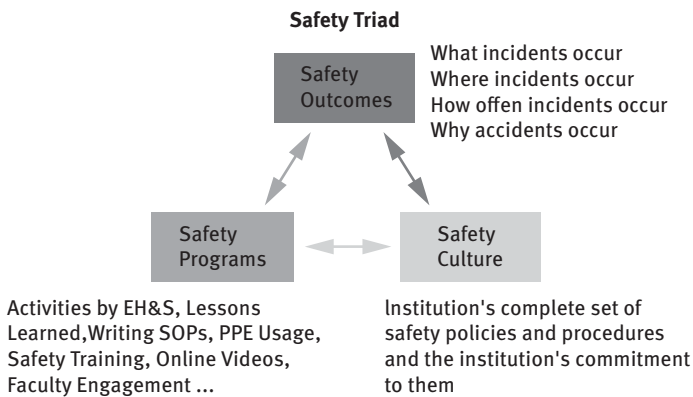 Safety Triad
Safety
Outcomes
What incidents occur
Where incidents occur
How offen incidents occur
Why accidents occur
Safety
Programs
Safety
Culture
Activities by EH&S, Lessons
Learned,Writing SOPs, PPE Usage,
Safety Training, Online Videos,
Faculty Engagement ...
Institution's complete set of
safety policies and procedures
and the institution's commitment
to them